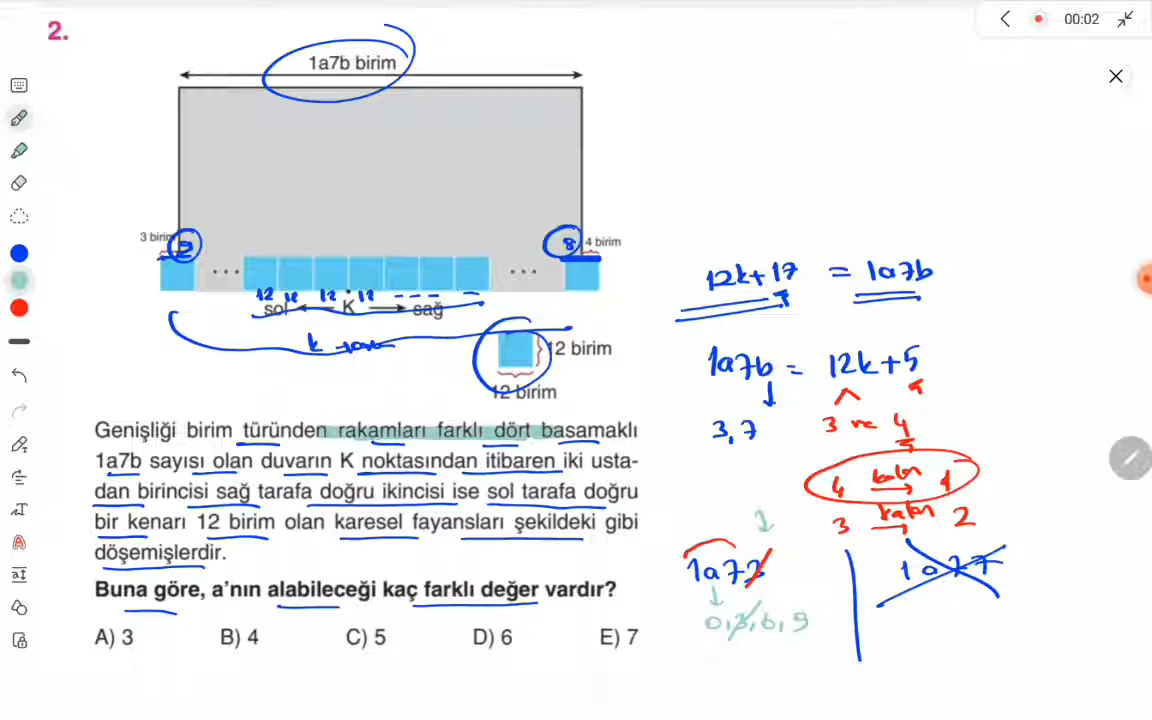 00:02
2.
1a7b birim
3 birim
9
8
4 birim
... ...
12 12 12 12
sol K sağ
k tane
12 birim
12 birim
12k+17 = 1a7b
1a7b = 12k+5
3,7
3 ve 4
4 kalan 1
3 kalan 2
1a73
1a77
0,3,6,9
Genişliği birim türünden rakamları farklı dört basamaklı
1a7b sayısı olan duvarın K noktasından itibaren iki usta-
dan birincisi sağ tarafa doğru ikincisi ise sol tarafa doğru
bir kenarı 12 birim olan karesel fayansları şekildeki gibi
döşemişlerdir.
Buna göre, a'nın alabileceği kaç farklı değer vardır?
A) 3 B) 4 C) 5 D) 6 E) 7